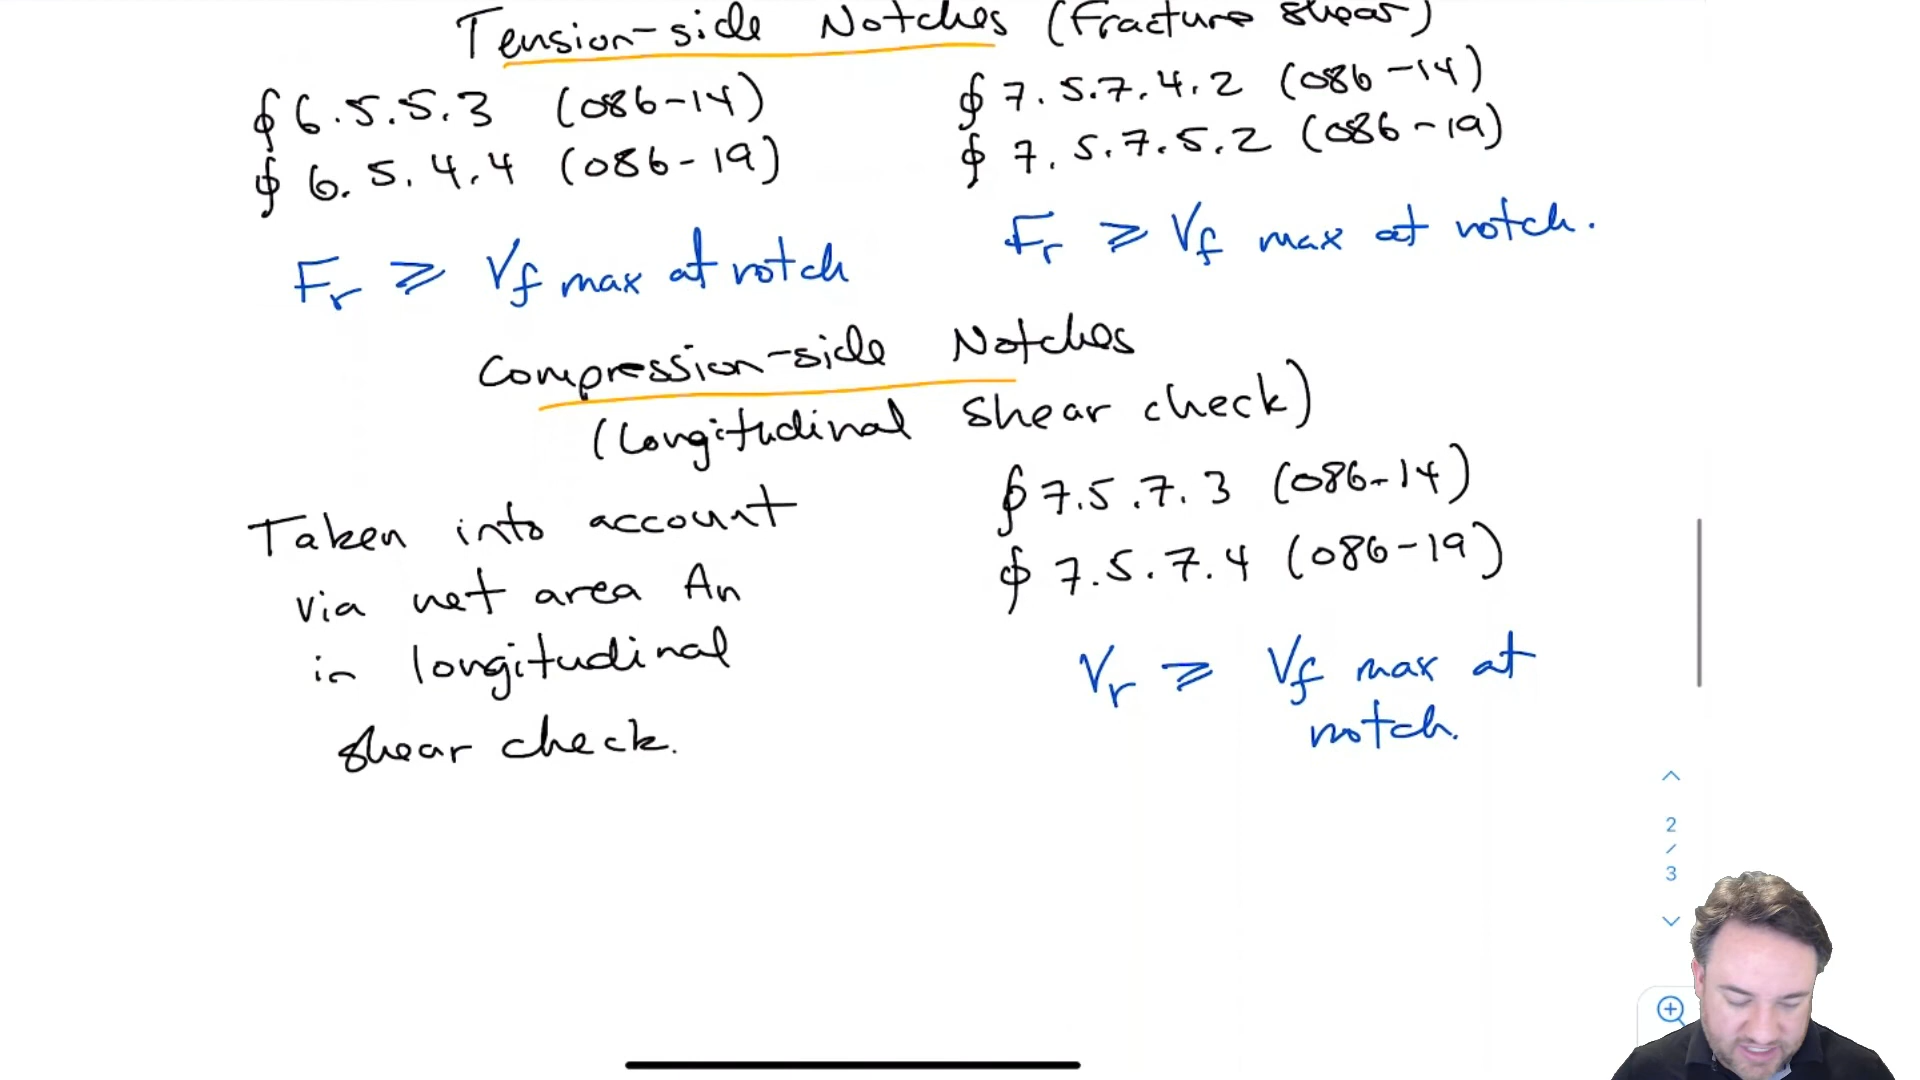 Tension-side Notches (Fracture shear)
§ 6.5.5.3 (086-14)
§ 6.5.4.4 (086-19)
§ 7.5.7.4.2 (086-14)
§ 7.5.7.5.2 (086-19)
Fr ⩾ Vf max at notch
Fr ⩾ Vf max at notch.
Compression-side Notches
(Longitudinal shear check)
Taken into account
via net area An
in longitudinal
shear check.
§ 7.5.7.3 (086-14)
§ 7.5.7.4 (086-19)
Vr ⩾ Vf max at
notch.
2
/
3